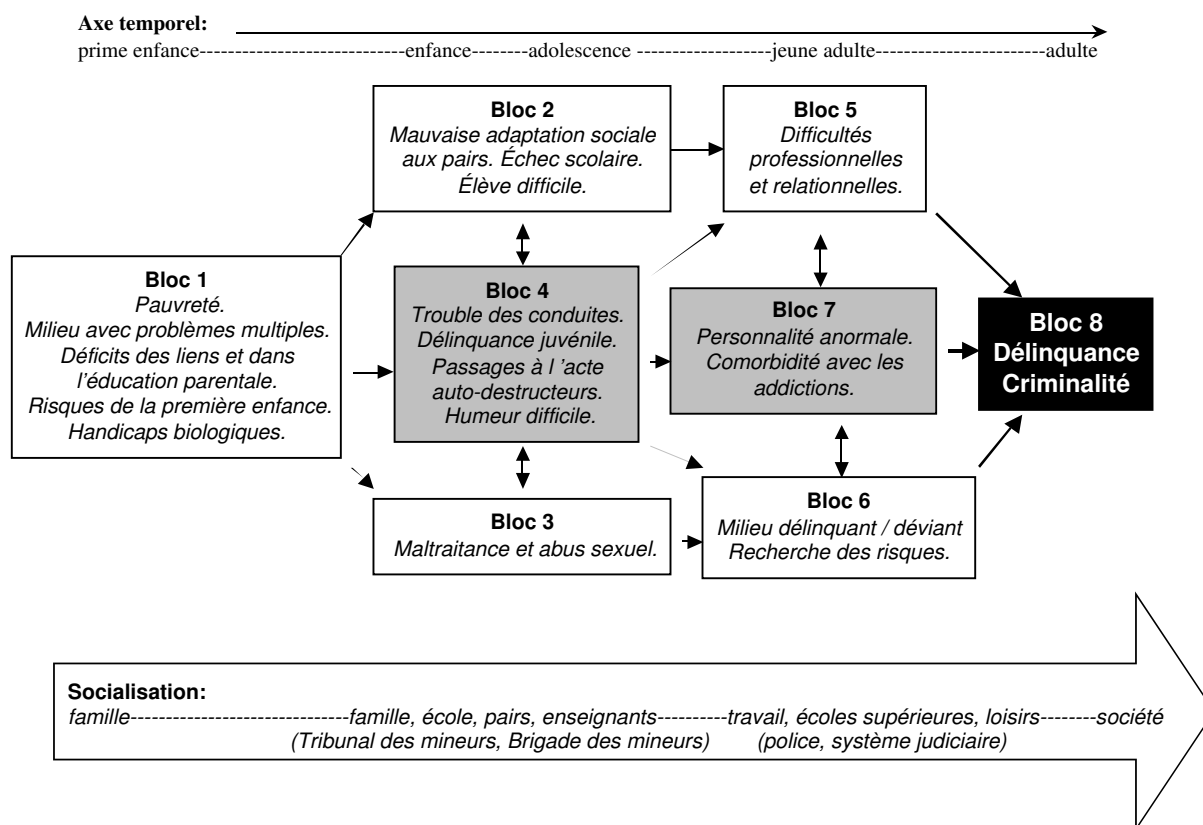 Axe temporel:
prime enfance-----------------------------enfance--------adolescence -------------------jeune adulte------------------------adulte
Bloc 2
Mauvaise adaptation sociale
aux pairs. Échec scolaire.
Élève difficile.
Bloc 5
Difficultés
professionnelles
et relationnelles.
Bloc 1
Pauvreté.
Milieu avec problèmes multiples.
Déficits des liens et dans
l'éducation parentale.
Risques de la première enfance.
Handicaps biologiques.
Bloc 4
Trouble des conduites.
Délinquance juvénile.
Passages à l 'acte
auto-destructeurs.
Humeur difficile.
Bloc 7
Personnalité anormale.
Comorbidité avec les
addictions.
Bloc 8
Délinquance
Criminalité
Bloc 3
Maltraitance et abus sexuel.
Bloc 6
Milieu délinquant / déviant
Recherche des risques.
Socialisation:
famille-------------------------------famille, école, pairs, enseignants----------travail, écoles supérieures, loisirs--------société
(Tribunal des mineurs, Brigade des mineurs) (police, système judiciaire)